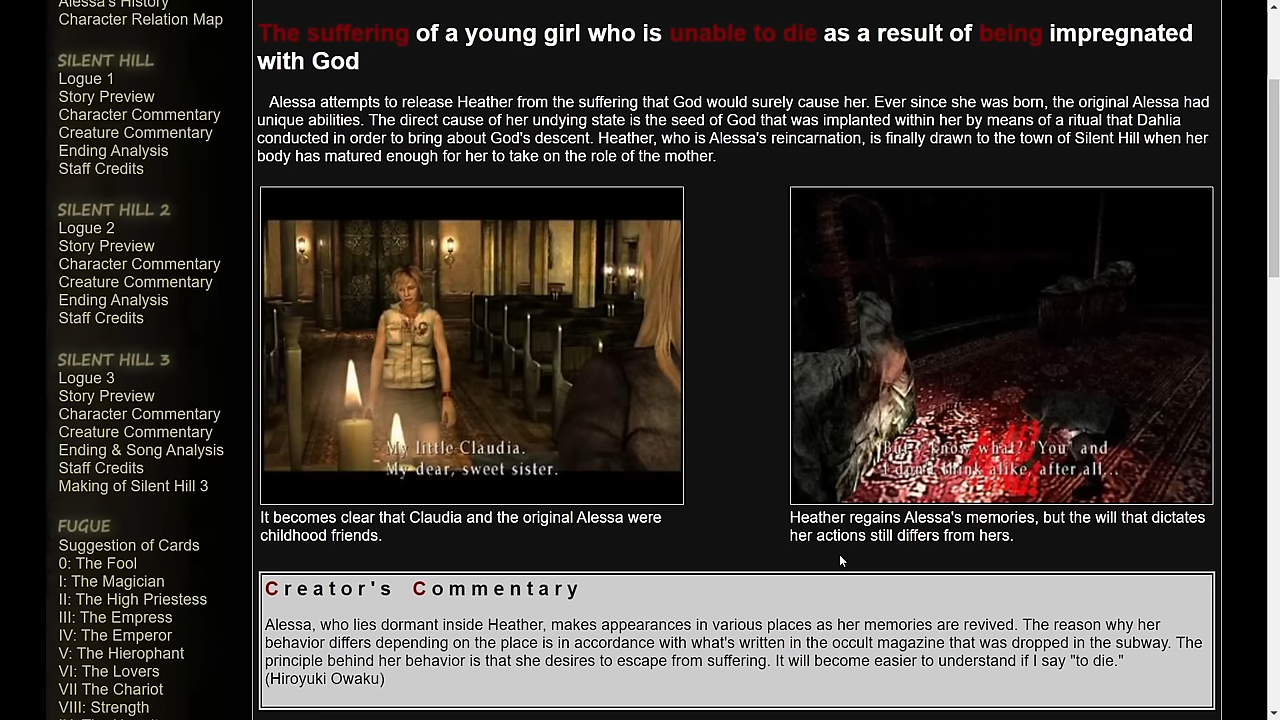 Alessa's History
Character Relation Map
SILENT HILL
Logue 1
Story Preview
Character Commentary
Creature Commentary
Ending Analysis
Staff Credits
SILENT HILL 2
Logue 2
Story Preview
Character Commentary
Creature Commentary
Ending Analysis
Staff Credits
SILENT HILL 3
Logue 3
Story Preview
Character Commentary
Creature Commentary
Ending & Song Analysis
Staff Credits
Making of Silent Hill 3
FUGUE
Suggestion of Cards
0: The Fool
I: The Magician
II: The High Priestess
III: The Empress
IV: The Emperor
V: The Hierophant
VI: The Lovers
VII The Chariot
VIII: Strength
The suffering of a young girl who is unable to die as a result of being impregnated
with God
Alessa attempts to release Heather from the suffering that God would surely cause her. Ever since she was born, the original Alessa had
unique abilities. The direct cause of her undying state is the seed of God that was implanted within her by means of a ritual that Dahlia
conducted in order to bring about God's descent. Heather, who is Alessa's reincarnation, is finally drawn to the town of Silent Hill when her
body has matured enough for her to take on the role of the mother.
My little Claudia.
My dear, sweet sister.
But y'know what? "You" and
I don't think alike, after all...
It becomes clear that Claudia and the original Alessa were
childhood friends.
Heather regains Alessa's memories, but the will that dictates
her actions still differs from hers.
Creator's Commentary
Alessa, who lies dormant inside Heather, makes appearances in various places as her memories are revived. The reason why her
behavior differs depending on the place is in accordance with what's written in the occult magazine that was dropped in the subway. The
principle behind her behavior is that she desires to escape from suffering. It will become easier to understand if I say "to die."
(Hiroyuki Owaku)